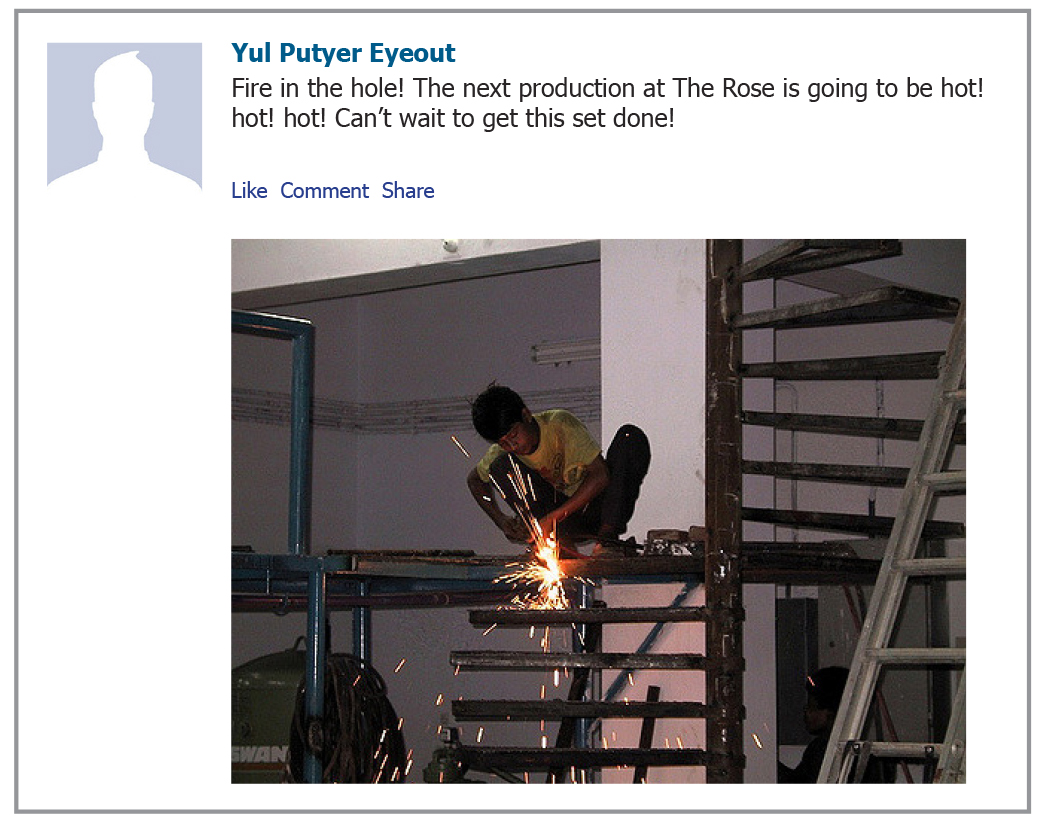 Yul Putyer Eyeout
Fire in the hole! The next production at The Rose is going to be hot!
hot! hot! Can’t wait to get this set done!
Like Comment Share
SWAN